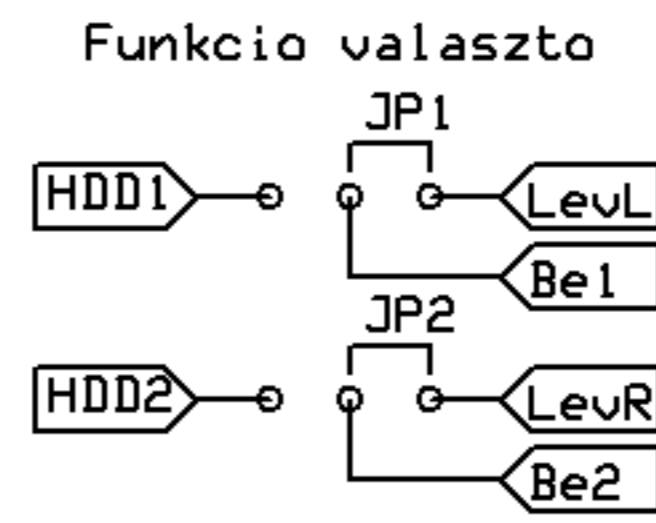 Funkcio valaszto
JP1
HDD1
LevL
Be1
JP2
HDD2
LevR
Be2